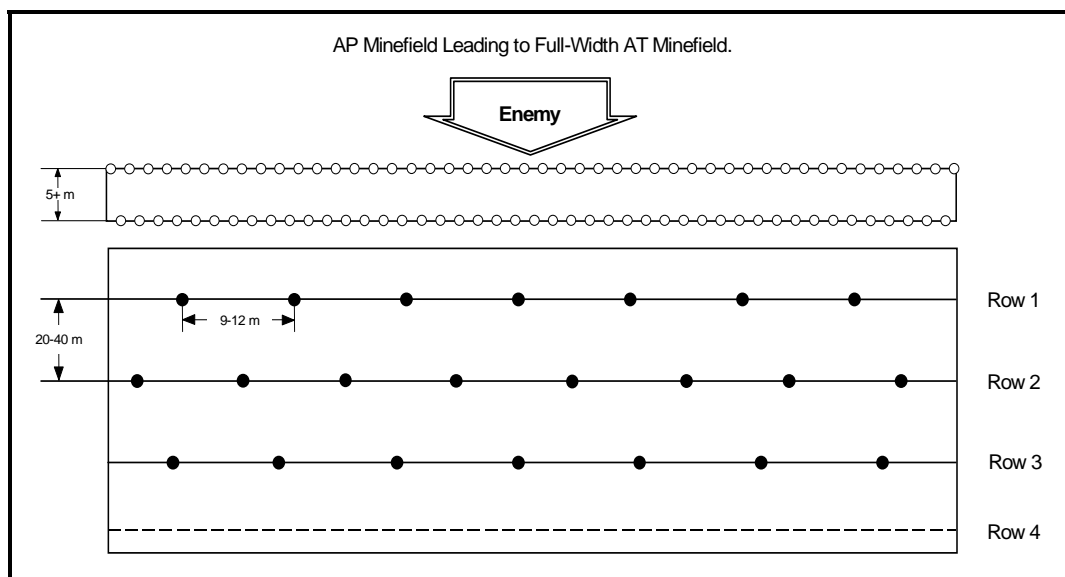 AP Minefield Leading to Full-Width AT Minefield.
Enemy
5+ m
Row 1
9-12 m
20-40 m
Row 2
Row 3
Row 4